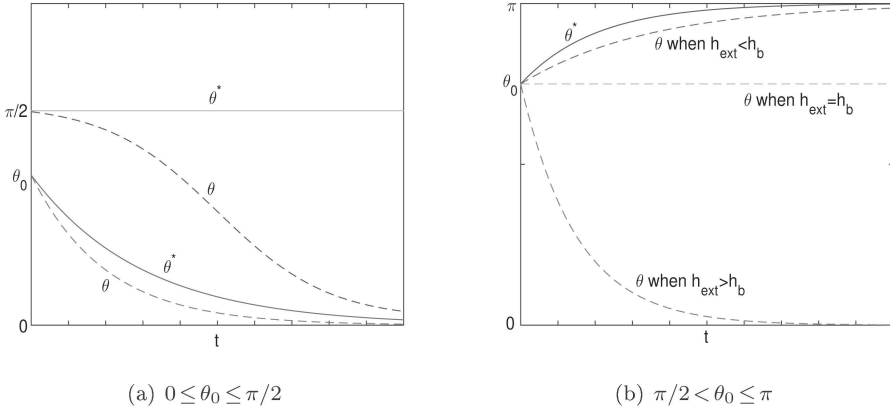 π/2
θ0
0
θ*
θ
θ*
θ
t
(a) 0 ≤ θ0 ≤ π/2
π
θ0
0
θ*
θ when hext<hb
θ when hext=hb
θ when hext>hb
t
(b) π/2 < θ0 ≤ π